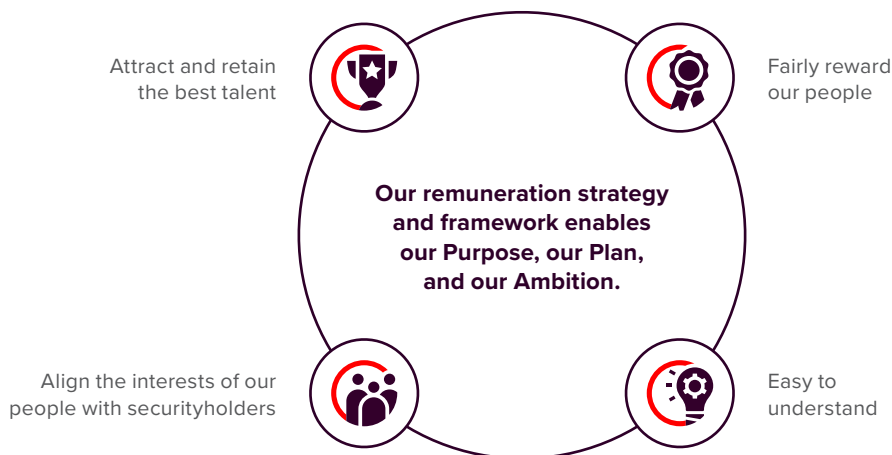 Attract and retain
the best talent
Fairly reward
our people
Our remuneration strategy
and framework enables
our Purpose, our Plan,
and our Ambition.
Align the interests of our
people with securityholders
Easy to
understand